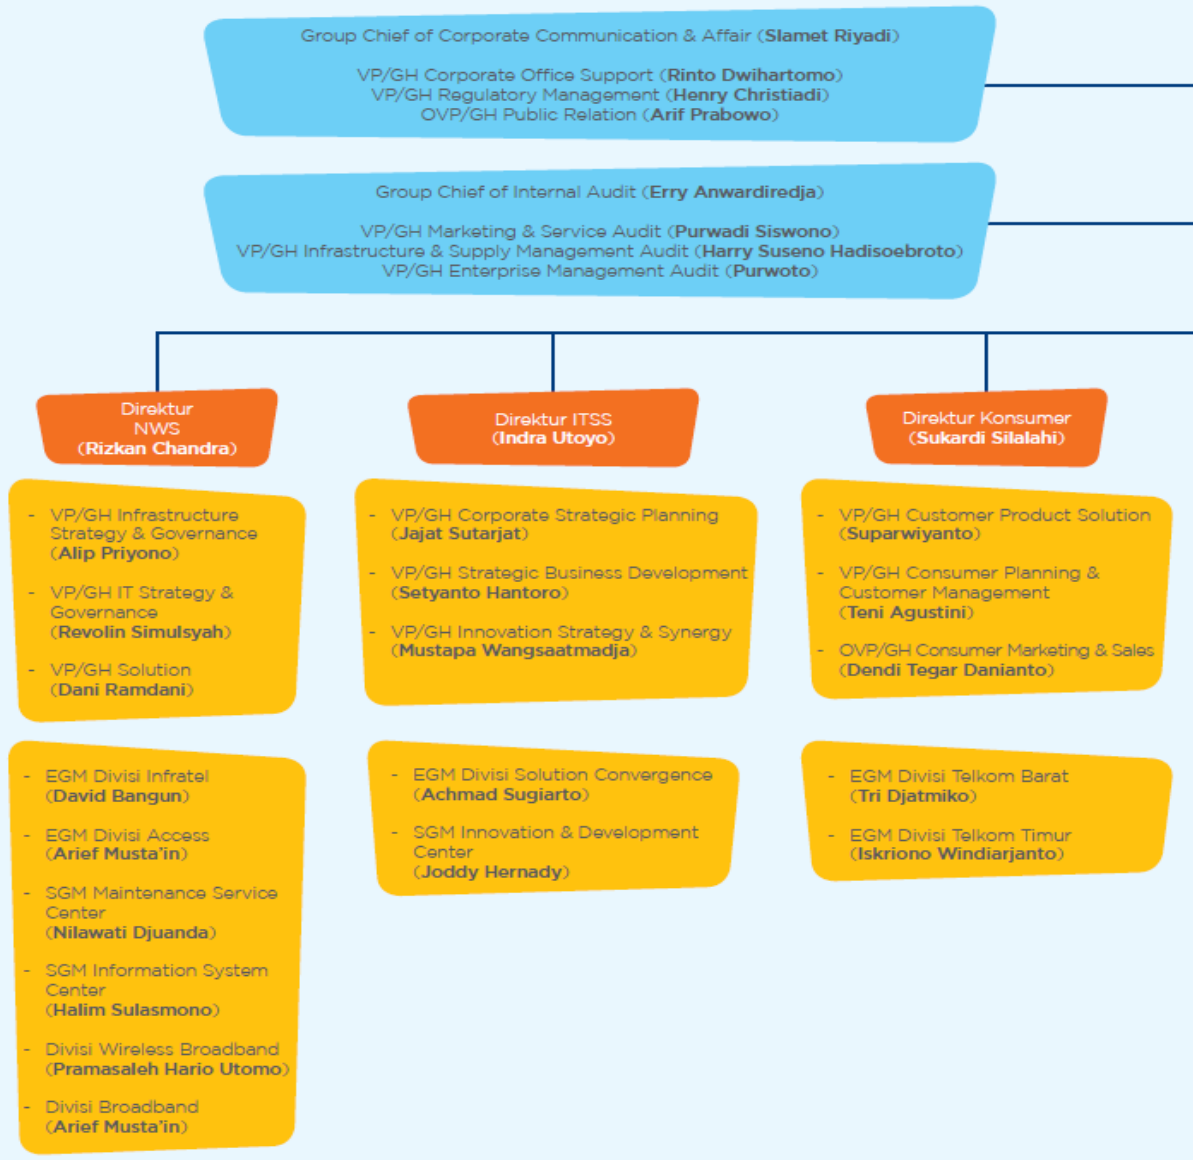 Group Chief of Corporate Communication & Affair (Slamet Riyadi)
VP/GH Corporate Office Support (Rinto Dwihartomo)
VP/GH Regulatory Management (Henry Christiadi)
OVP/GH Public Relation (Arif Prabowo)
Group Chief of Internal Audit (Erry Anwardiredja)
VP/GH Marketing & Service Audit (Purwadi Siswono)
VP/GH Infrastructure & Supply Management Audit (Harry Suseno Hadisoebroto)
VP/GH Enterprise Management Audit (Purwoto)
Direktur
NWS
(Rizkan Chandra)
- VP/GH Infrastructure
Strategy & Governance
(Alip Priyono)
- VP/GH IT Strategy &
Governance
(Revolin Simulsyah)
- VP/GH Solution
(Dani Ramdani)
- EGM Divisi Infratel
(David Bangun)
- EGM Divisi Access
(Arief Musta'in)
- SGM Maintenance Service
Center
(Nilawati Djuanda)
- SGM Information System
Center
(Halim Sulasmono)
- Divisi Wireless Broadband
(Pramasaleh Hario Utomo)
- Divisi Broadband
(Arief Musta'in)
Direktur ITSS
(Indra Utoyo)
- VP/GH Corporate Strategic Planning
(Jajat Sutarjat)
- VP/GH Strategic Business Development
(Setyanto Hantoro)
- VP/GH Innovation Strategy & Synergy
(Mustapa Wangsaatmadja)
- EGM Divisi Solution Convergence
(Achmad Sugiarto)
- SGM Innovation & Development
Center
(Joddy Hernady)
Direktur Konsumer
(Sukardi Silalahi)
- VP/GH Customer Product Solution
(Suparwiyanto)
- VP/GH Consumer Planning &
Customer Management
(Teni Agustini)
- OVP/GH Consumer Marketing & Sales
(Dendi Tegar Danianto)
- EGM Divisi Telkom Barat
(Tri Djatmiko)
- EGM Divisi Telkom Timur
(Iskriono Windiarjanto)